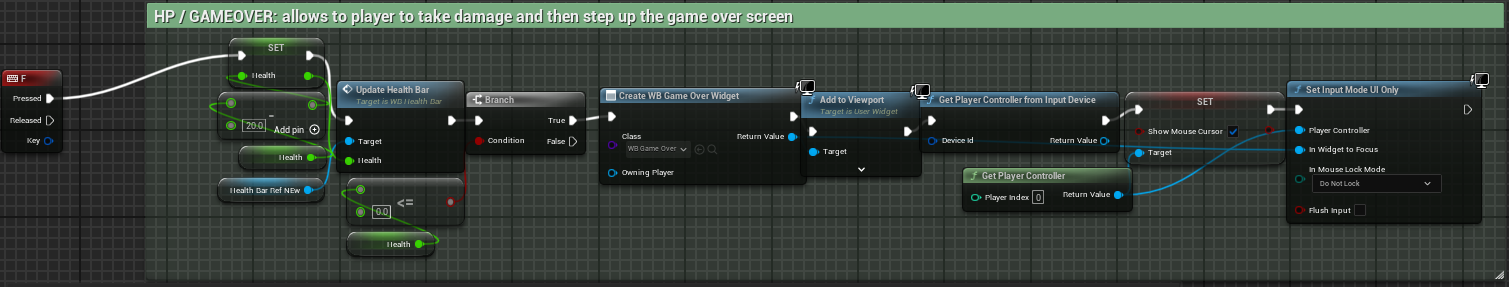 HP / GAMEOVER: allows to player to take damage and then step up the game over screen
F
Pressed
Released
Key
SET
Health
-
20.0
Add pin
Health
Health Bar Ref NEw
Update Health Bar
Target is WB Health Bar
Target
Health
<=
0.0
Health
Branch
True
Condition
False
Create WB Game Over Widget
Class
WB Game Over
Return Value
Owning Player
Add to Viewport
Target is User Widget
Target
Get Player Controller from Input Device
Device Id
Return Value
Get Player Controller
Player Index 0
Return Value
SET
Show Mouse Cursor
Target
Set Input Mode UI Only
Player Controller
In Widget to Focus
In Mouse Lock Mode
Do Not Lock
Flush Input